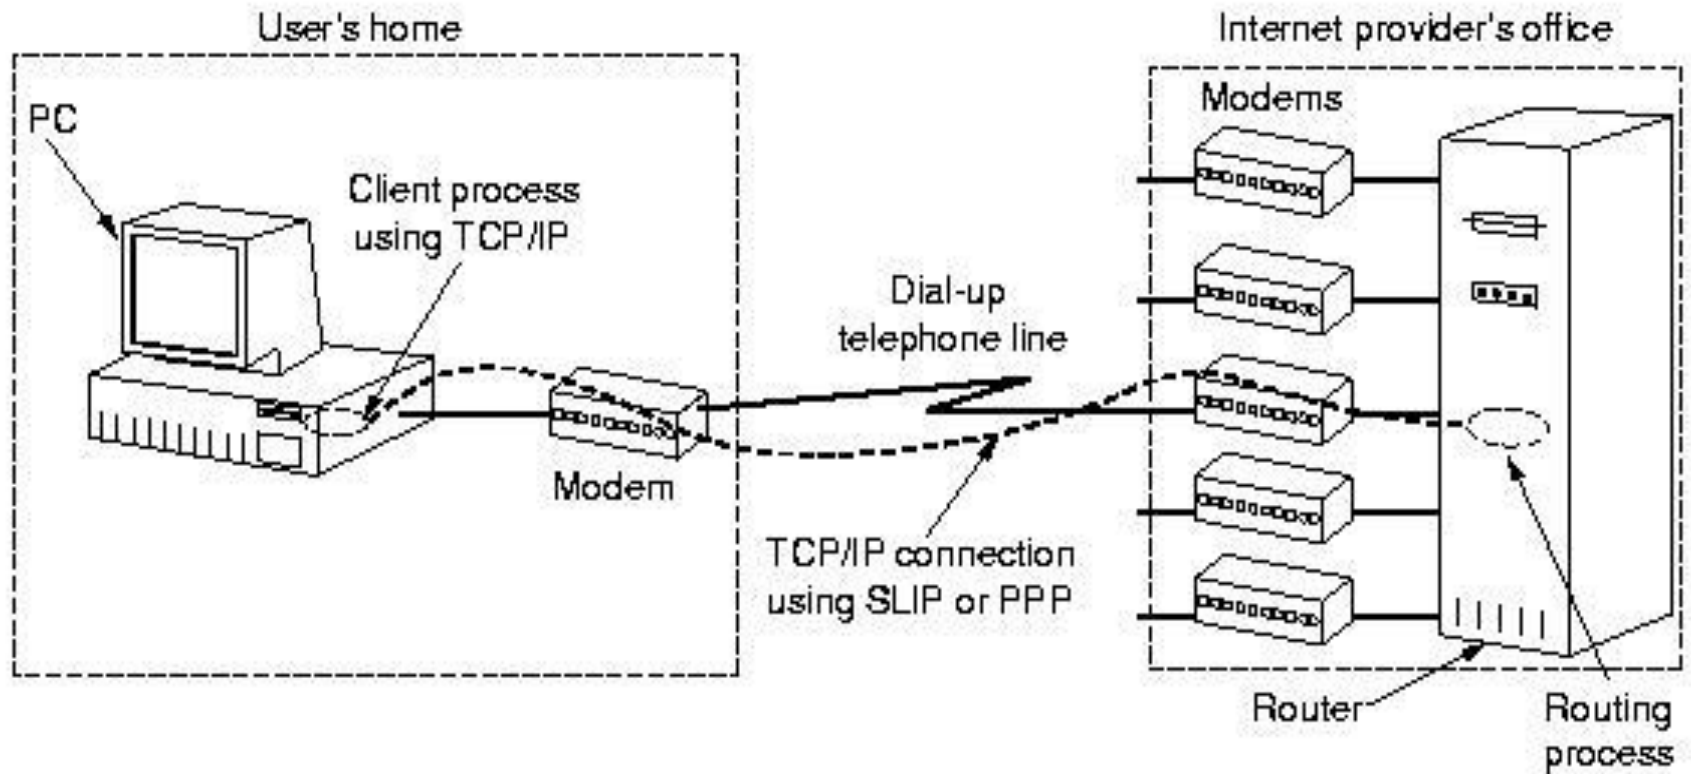 User's home
Internet provider's office
PC
Client process
using TCP/IP
Modem
Dial-up
telephone line
TCP/IP connection
using SLIP or PPP
Modems
Router
Routing
process